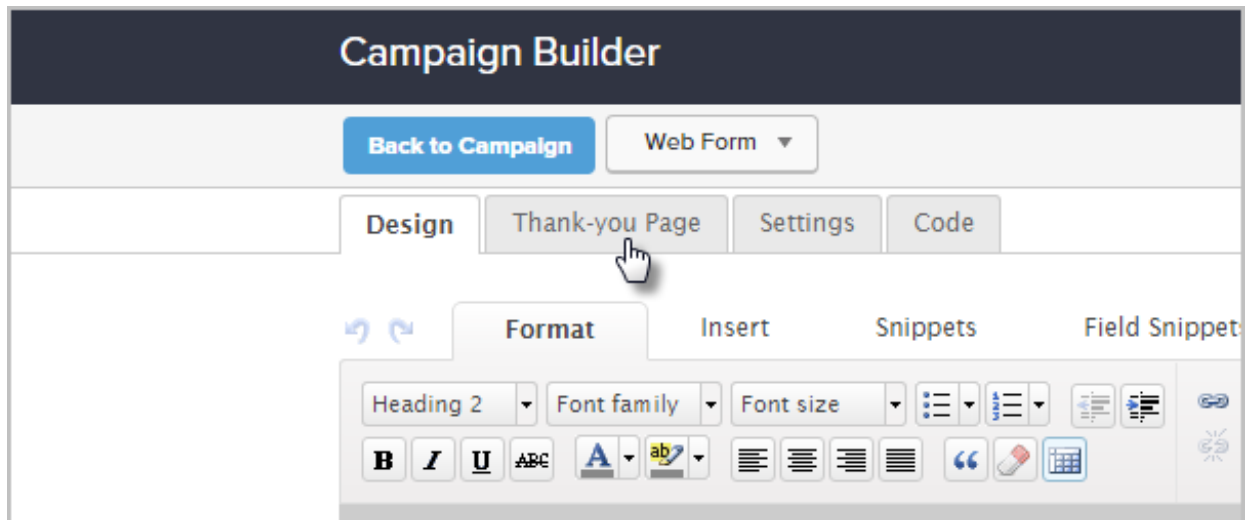 Campaign Builder
Back to Campaign Web Form
Design Thank-you Page Settings Code
Format Insert Snippets Field Snippets
Heading 2 Font family Font size
B I U ABC A ab